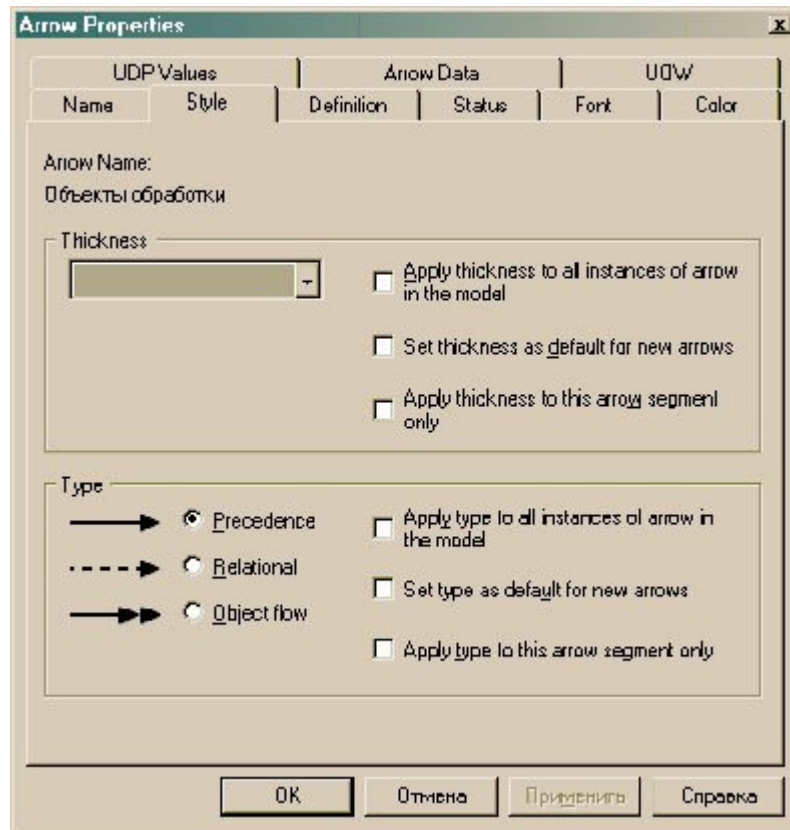 Arrow Properties
UDP Values Arrow Data UOW
Name Style Definition Status Font Color
Arrow Name:
Объекты обработки
Thickness
Apply thickness to all instances of arrow
in the model
Set thickness as default for new arrows
Apply thickness to this arrow segment
only
Type
Precedence
Apply type to all instances of arrow in
the model
Relational
Set type as default for new arrows
Object flow
Apply type to this arrow segment only
OK Отмена Применить Справка